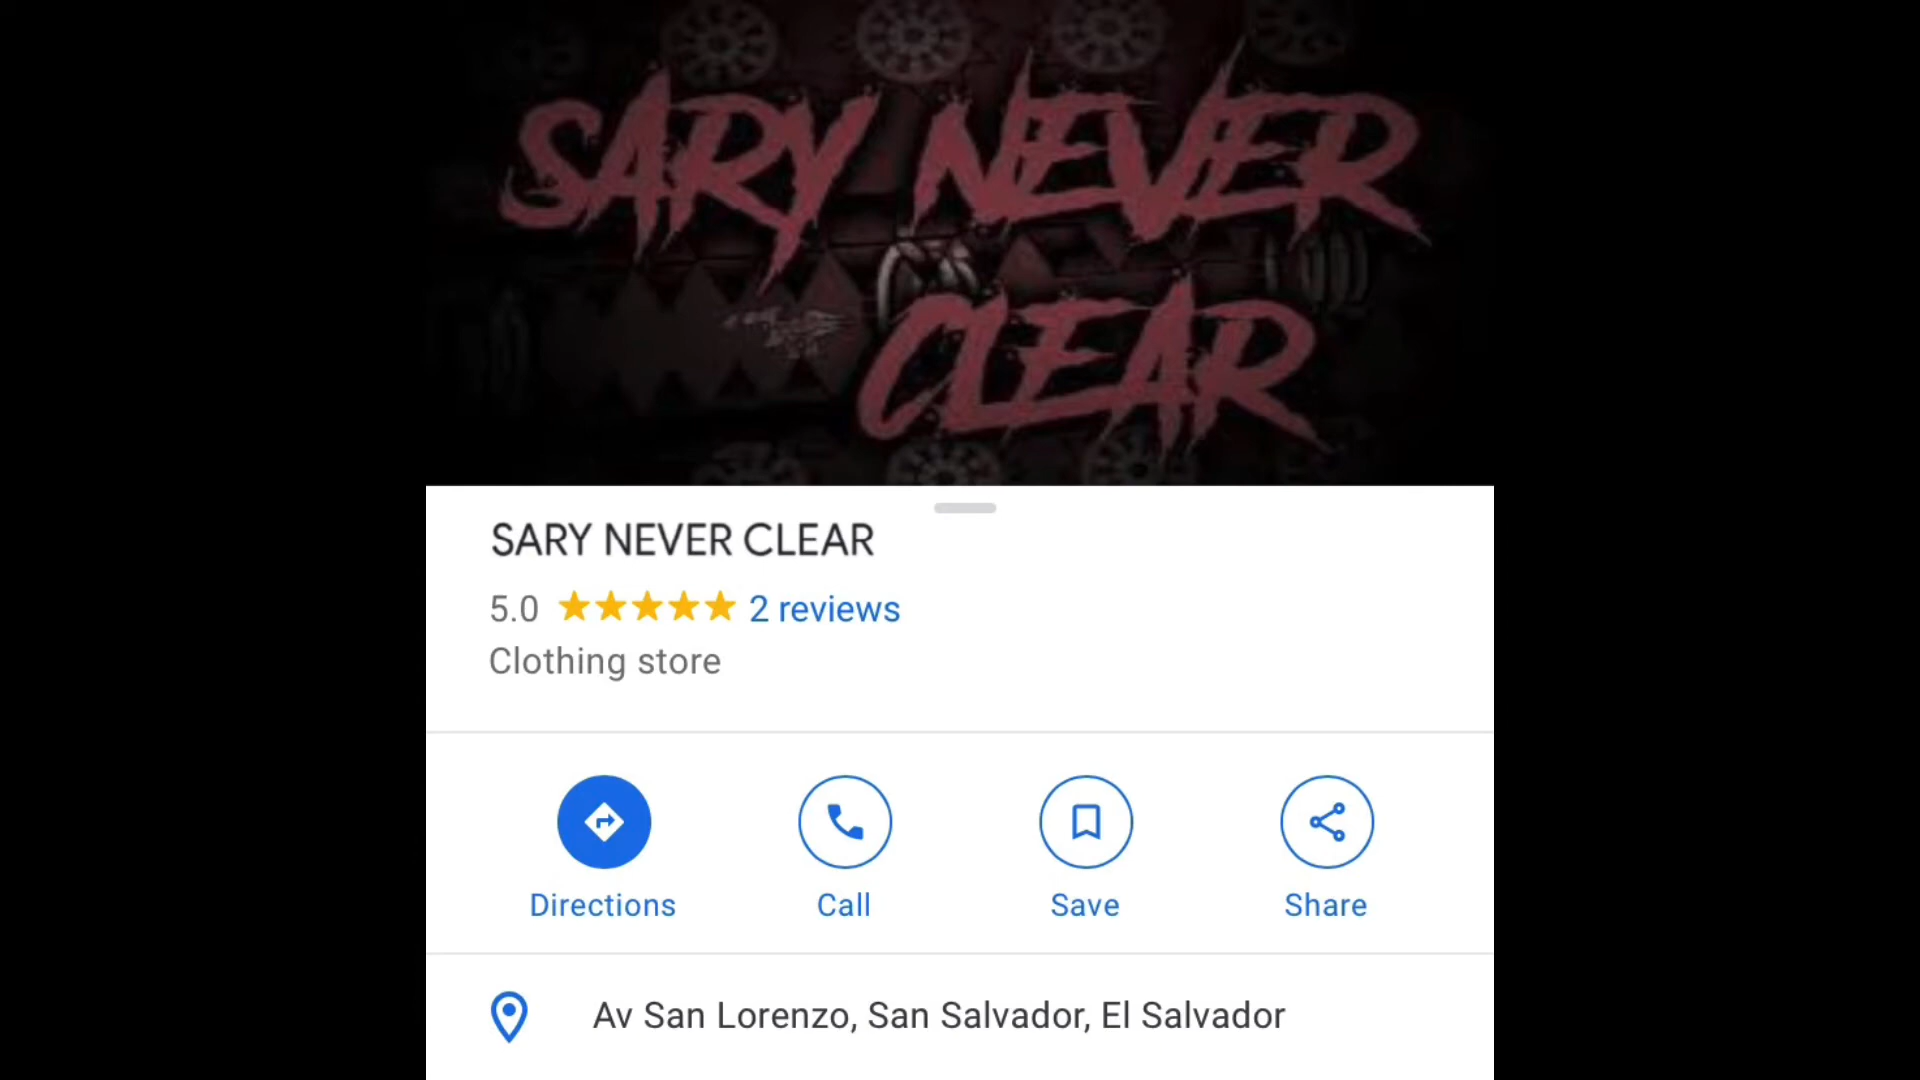 SARY NEVER
CLEAR
SARY NEVER CLEAR
5.0 2 reviews
Clothing store
Directions Call Save Share
Av San Lorenzo, San Salvador, El Salvador